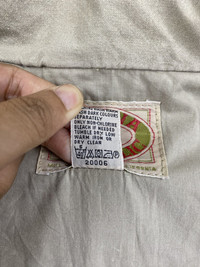 WASH DARK COLOURS
SEPARATELY
ONLY NON-CHLORINE
BLEACH IF NEEDED
TUMBLE DRY LOW
WARM IRON OR
DRY CLEAN
20006